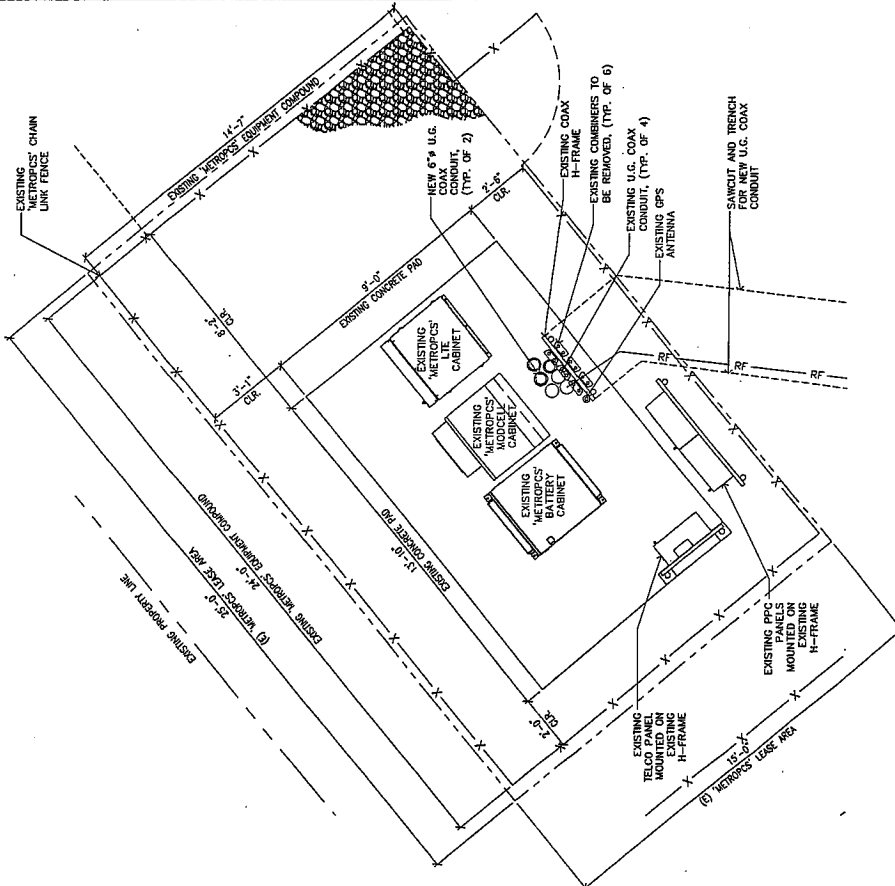 EXISTING
'METROPCS' CHAIN
LINK FENCE
14'-7"
EXISTING 'METROPCS' EQUIPMENT COMPOUND
NEW 6"ø U.G.
COAX
CONDUIT,
(TYP. OF 2)
2'-6"
CLR.
EXISTING COAX
H-FRAME
EXISTING COMBINERS TO
BE REMOVED, (TYP. OF 6)
EXISTING U.G. COAX
CONDUIT, (TYP. OF 4)
EXISTING GPS
ANTENNA
SAWCUT AND TRENCH
FOR NEW U.G. COAX
CONDUIT
8'-2"
CLR.
9'-0"
EXISTING CONCRETE PAD
3'-1"
CLR.
EXISTING
'METROPCS'
LTE
CABINET
EXISTING
'METROPCS'
MODCELL
CABINET
EXISTING
'METROPCS'
BATTERY
CABINET
RF
RF
RF
EXISTING PROPERTY LINE
25'-0"
(E) 'METROPCS' LEASE AREA
24'-0"
EXISTING 'METROPCS' EQUIPMENT COMPOUND
13'-10"
EXISTING CONCRETE PAD
2'-0"
CLR.
EXISTING
TELCO PANEL
MOUNTED ON
EXISTING
H-FRAME
EXISTING PPC
PANELS
MOUNTED ON
EXISTING
H-FRAME
15'-0"
(E) 'METROPCS' LEASE AREA